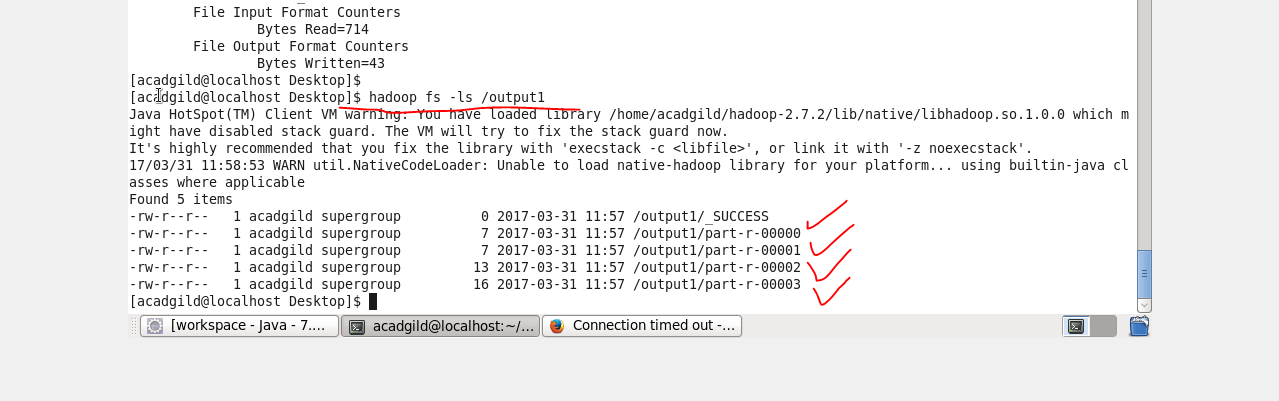 File Input Format Counters
Bytes Read=714
File Output Format Counters
Bytes Written=43
[acadgild@localhost Desktop]$
[acadgild@localhost Desktop]$ hadoop fs -ls /output1
Java HotSpot(TM) Client VM warning: You have loaded library /home/acadgild/hadoop-2.7.2/lib/native/libhadoop.so.1.0.0 which m
ight have disabled stack guard. The VM will try to fix the stack guard now.
It's highly recommended that you fix the library with 'execstack -c <libfile>', or link it with '-z noexecstack'.
17/03/31 11:58:53 WARN util.NativeCodeLoader: Unable to load native-hadoop library for your platform... using builtin-java cl
asses where applicable
Found 5 items
-rw-r--r--   1 acadgild supergroup          0 2017-03-31 11:57 /output1/_SUCCESS
-rw-r--r--   1 acadgild supergroup          7 2017-03-31 11:57 /output1/part-r-00000
-rw-r--r--   1 acadgild supergroup          7 2017-03-31 11:57 /output1/part-r-00001
-rw-r--r--   1 acadgild supergroup         13 2017-03-31 11:57 /output1/part-r-00002
-rw-r--r--   1 acadgild supergroup         16 2017-03-31 11:57 /output1/part-r-00003
[acadgild@localhost Desktop]$
[workspace - Java - 7.... acadgild@localhost:~/... Connection timed out -...